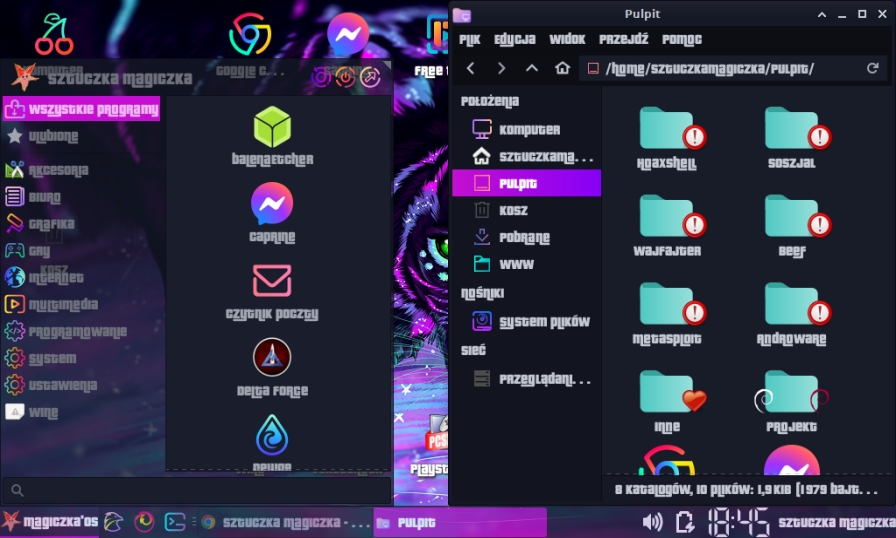 Google C...
Free
sztuczka magiczka
Wszystkie programy
Ulubione
Akcesoria
Biuro
Grafika
Gry
Kosz
Internet
Multimedia
Programowanie
System
Ustawienia
Wine
balenaEtcher
Caprine
Czytnik poczty
Delta Force
PCS
Playst
Pulpit
Plik Edycja Widok Przejdź Pomoc
/home/sztuczkamagiczka/Pulpit/
Położenia
Komputer
sztuczkama...
Pulpit
Kosz
Pobrane
WWW
Nośniki
System plików
Sieć
Przeglądani...
Hoaxshell
soszjal
wajfajter
Beef
metasploit
Androware
Inne
Projekt
8 katalogów, 10 plików: 1,9 KiB (1979 bajt...
magiczka'OS
sztuczka magiczka - ...
Pulpit
18:45
sztuczka magiczka